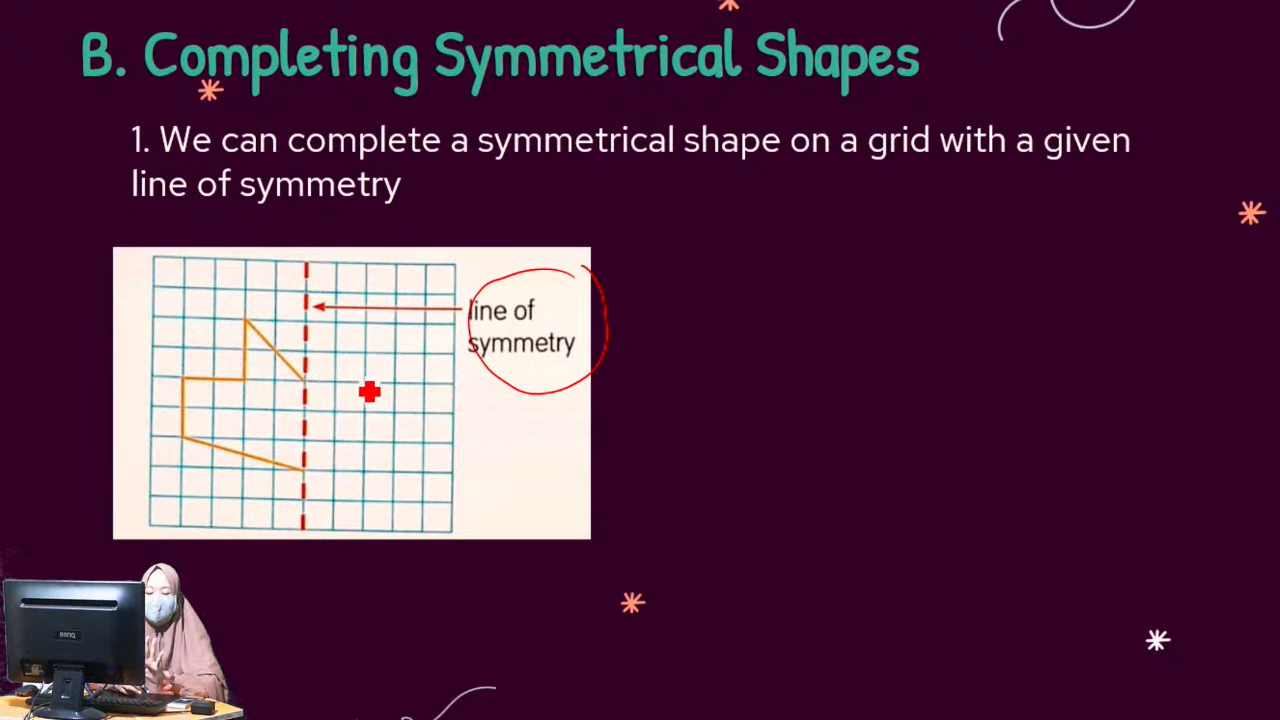 B. Completing Symmetrical Shapes
1. We can complete a symmetrical shape on a grid with a given
line of symmetry
line of
symmetry
BenQ